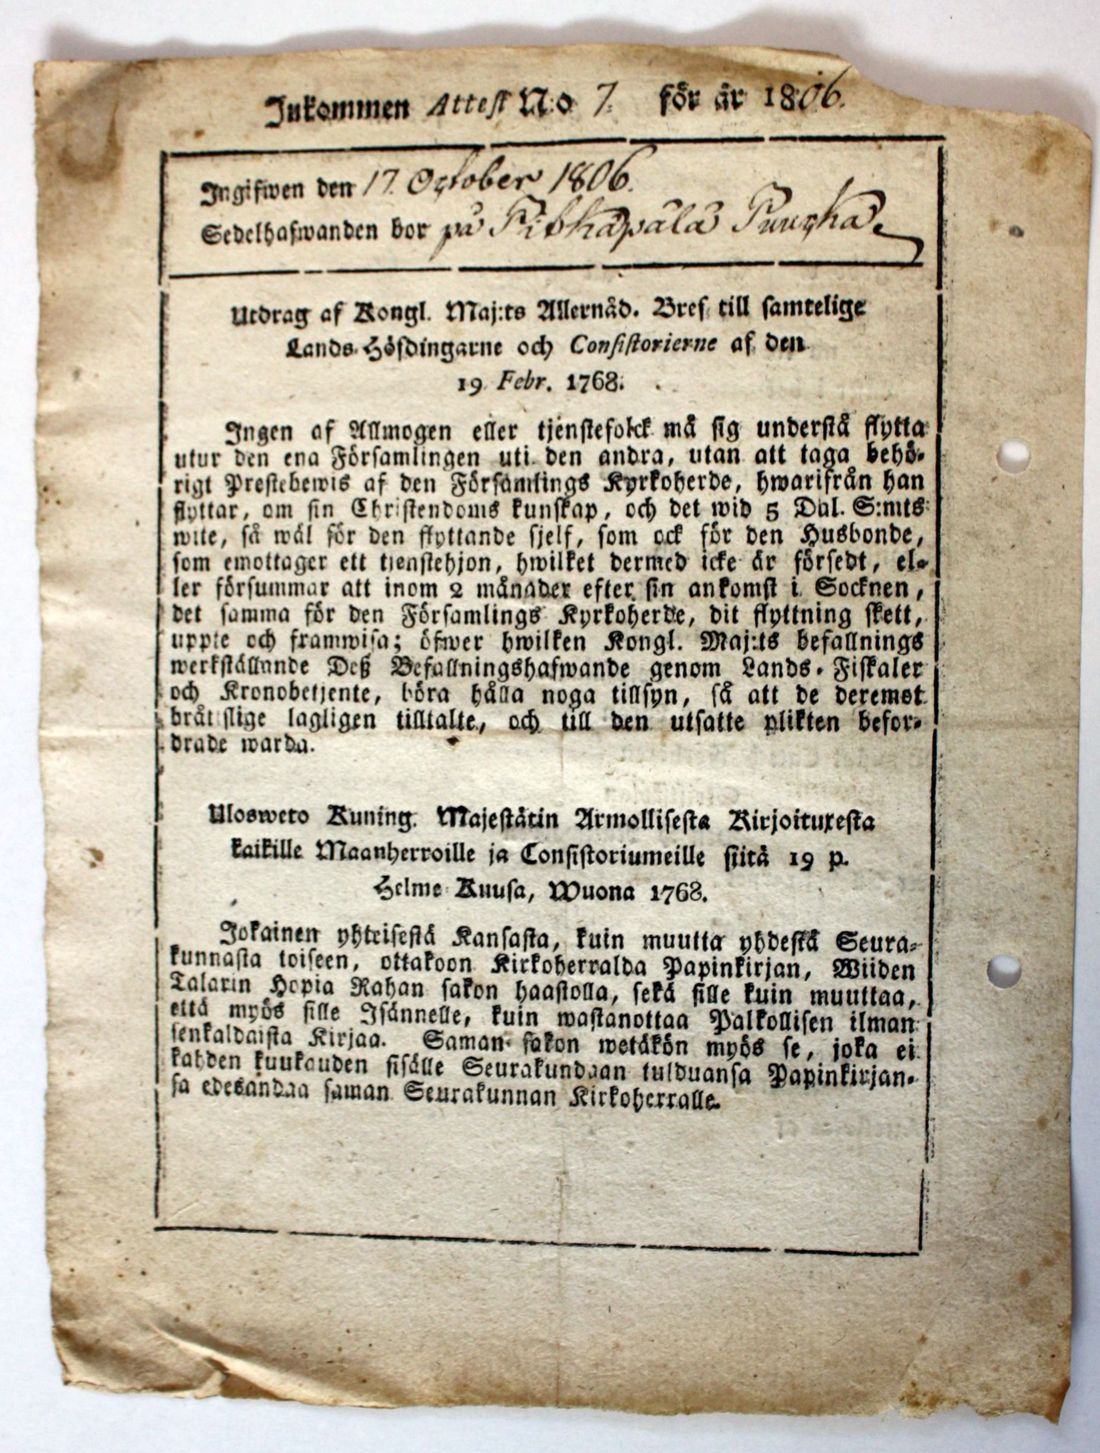 Inkommen Attest N:o 7. för år 1806.
Ingifwen den 17. October 1806.
Sedelhafwanden bor på
Utdrag af Kongl. Maj:ts Allernåd. Bref till samtelige
Lands-Höfdingarne och Consistorierne af den
19 Febr. 1768.
Ingen af Allmogen eller tjenstefolck må sig understå flytta
utur den ena Församlingen uti den andra, utan att taga behö-
rigt Prestebewis af den Församlings Kyrkoherde, hwarifrån han
flyttar, om sin Christendoms kunskap, och det wid 5 Dal. S:mts
wite, så wäl för den flyttande sjelf, som ock för den Husbonde,
som emottager ett tjenstehjon, hwilket dermed icke är försedt, el-
ler försummar att inom 2 månader efter sin ankomst i Socknen,
det samma för den Församlings Kyrkoherde, dit flyttning skett,
uppte och framwisa; öfwer hwilken Kongl. Maj:ts befallnings
werkställande Deß Befallningshafwande genom Lands-Fiskaler
och Kronobetjente, böra hålla noga tillsyn, så att de deremot
bråtslige lagligen tilltalte, och till den utsatte plikten befor-
drade warda.
Ulosweto Kuning. Majestätin Armollisesta Kirjoituxesta
kaikille Maanherroille ja Consistoriumeille siitä 19 p.
Helme Kuusa, Wuona 1768.
Jokainen yhteisestä Kansasta, kuin muutta yhdestä Seura-
kunnasta toiseen, ottakoon Kirkoherralda Papinkirjan, Wiiden
Talarin Hopia Rahan sakon haastolla, sekä sille kuin muuttaa,
että myös sille Isännelle, kuin wastanottaa Palkollisen ilman
senkaldaista Kirjaa. Saman sakon wetäkön myös se, joka ei
kahden kuukauden sisälle Seurakundaan tulduansa Papinkirjan-
sa edesandaa saman Seurakunnan Kirkoherralle.